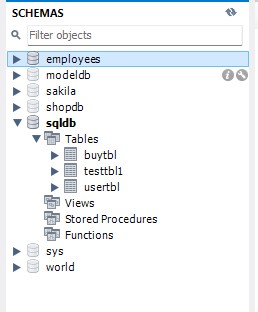 SCHEMAS
Filter objects
employees
modeldb
sakila
shopdb
sqldb
Tables
buytbl
testtbl1
usertbl
Views
Stored Procedures
Functions
sys
world